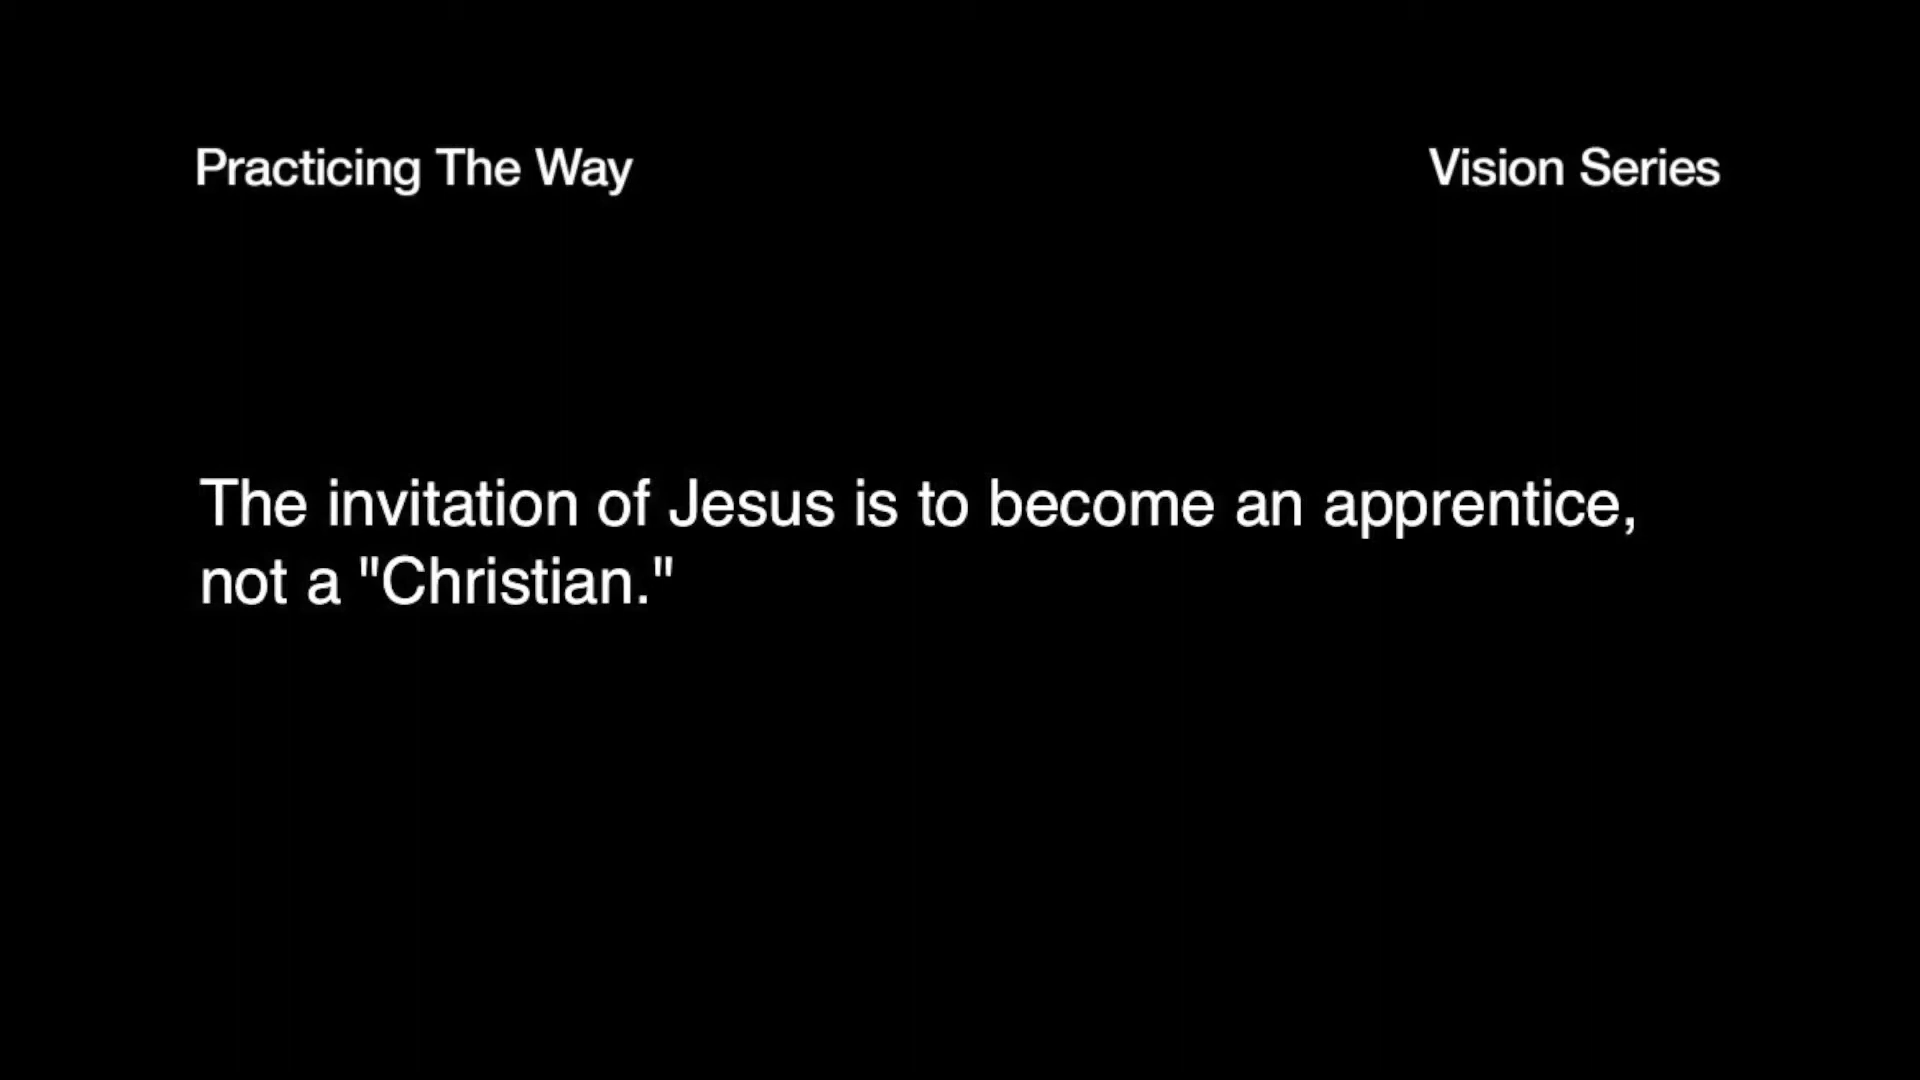 Practicing The Way
Vision Series
The invitation of Jesus is to become an apprentice,
not a "Christian."